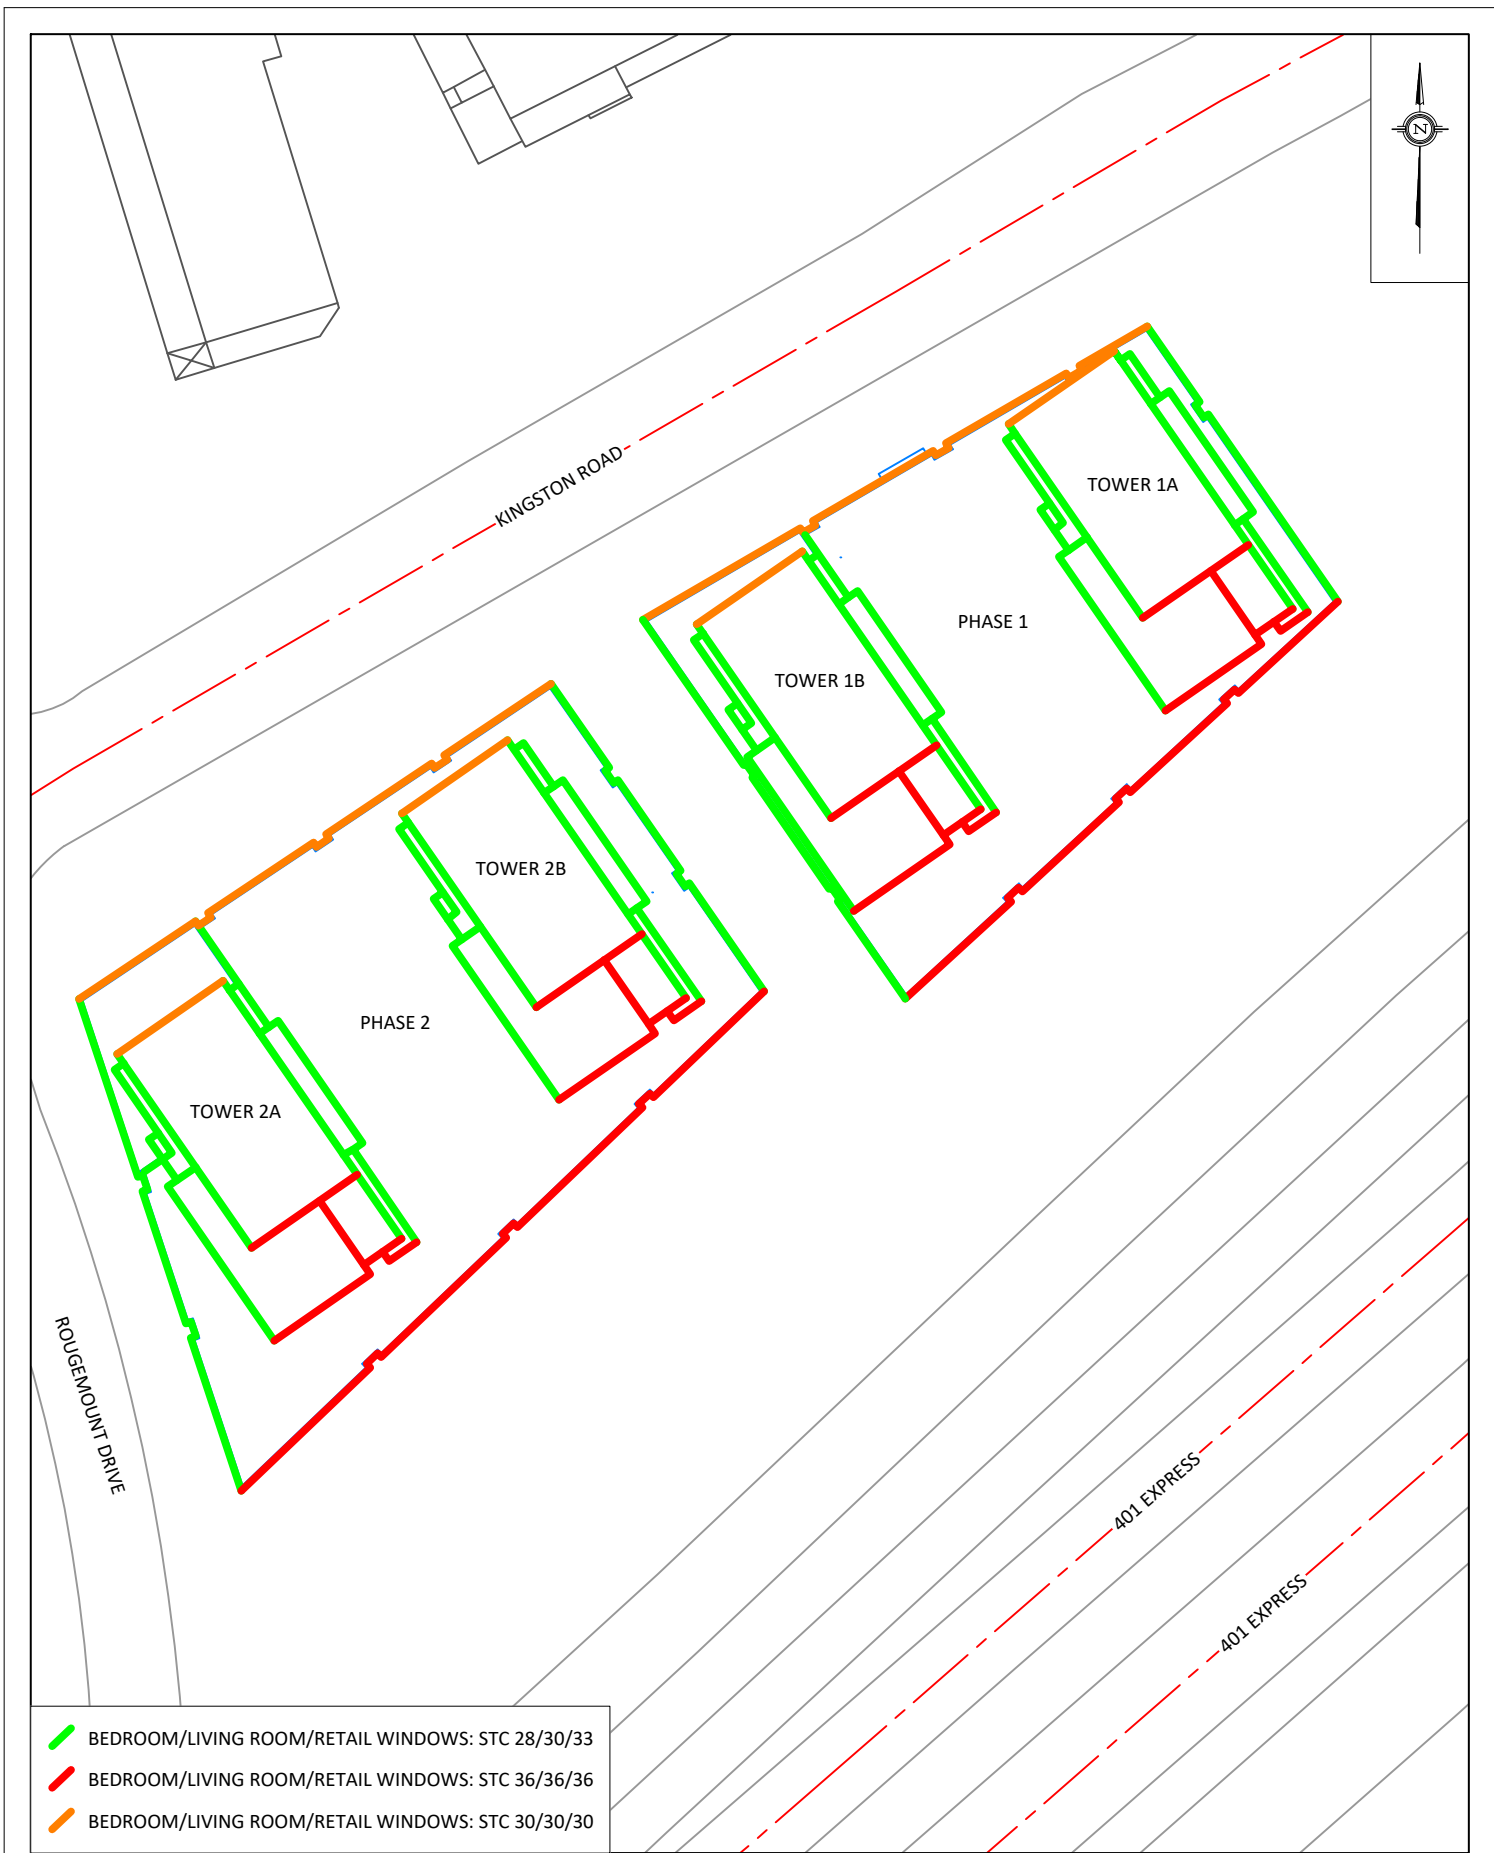 N
KINGSTON ROAD
TOWER 1A
PHASE 1
TOWER 1B
TOWER 2B
PHASE 2
TOWER 2A
ROUGEMOUNT DRIVE
401 EXPRESS
401 EXPRESS
BEDROOM/LIVING ROOM/RETAIL WINDOWS: STC 28/30/33
BEDROOM/LIVING ROOM/RETAIL WINDOWS: STC 36/36/36
BEDROOM/LIVING ROOM/RETAIL WINDOWS: STC 30/30/30